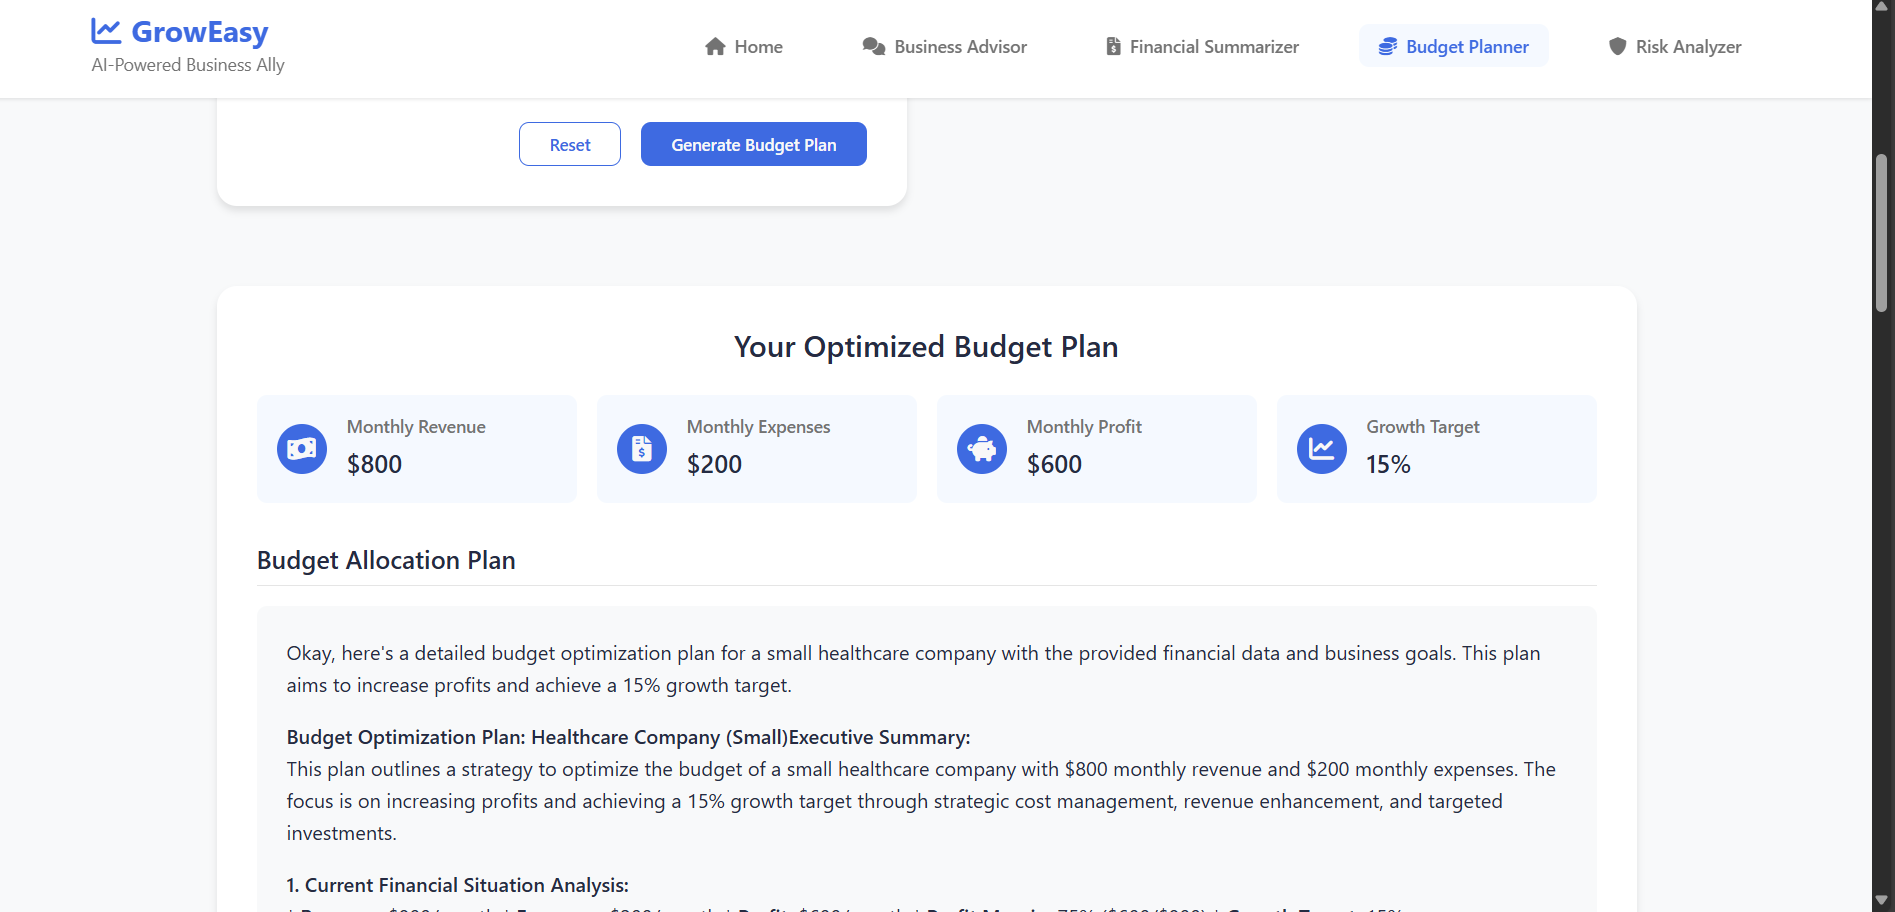 GrowEasy
AI-Powered Business Ally
Home
Business Advisor
Financial Summarizer
Budget Planner
Risk Analyzer
Reset
Generate Budget Plan
Your Optimized Budget Plan
Monthly Revenue
$800
Monthly Expenses
$200
Monthly Profit
$600
Growth Target
15%
Budget Allocation Plan
Okay, here's a detailed budget optimization plan for a small healthcare company with the provided financial data and business goals. This plan
aims to increase profits and achieve a 15% growth target.
Budget Optimization Plan: Healthcare Company (Small)Executive Summary:
This plan outlines a strategy to optimize the budget of a small healthcare company with $800 monthly revenue and $200 monthly expenses. The
focus is on increasing profits and achieving a 15% growth target through strategic cost management, revenue enhancement, and targeted
investments.
1. Current Financial Situation Analysis: